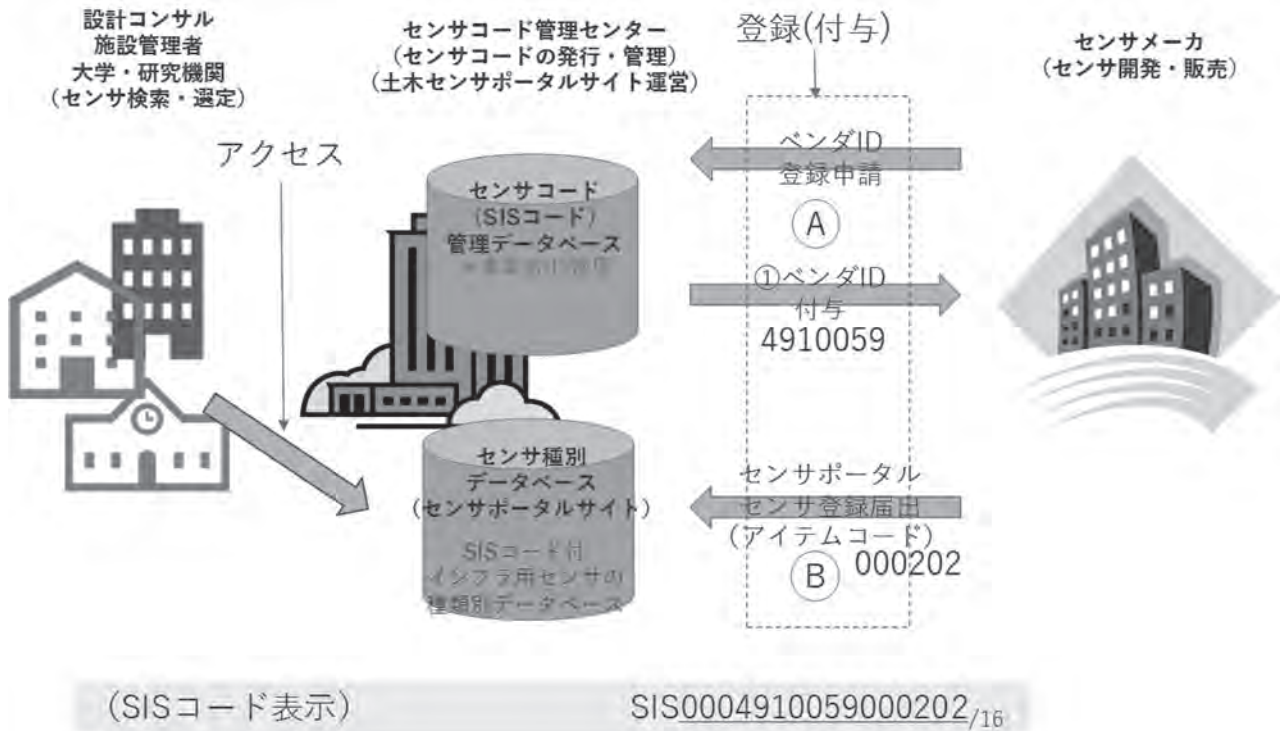 設計コンサル
施設管理者
大学・研究機関
(センサ検索・選定)
センサコード管理センター
(センサコードの発行・管理)
(土木センサポータルサイト運営)
登録(付与)
センサメーカ
(センサ開発・販売)
アクセス
センサコード
(SISコード)
管理データベース
ベンダID
登録申請
A
①ベンダID
付与
4910059
センサ種別
データベース
(センサポータルサイト)
SISコード付
インフラ用センサの
種類別データベース
センサポータル
センサ登録届出
(アイテムコード)
B 000202
(SISコード表示) SIS0004910059000202/16